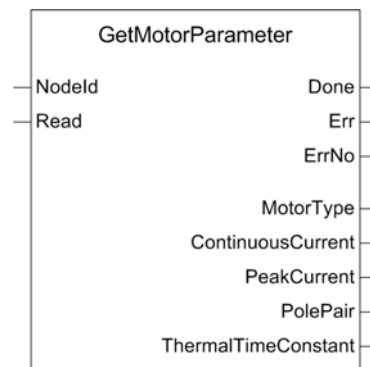 GetMotorParameter
NodeId Done
Read Err
ErrNo
MotorType
ContinuousCurrent
PeakCurrent
PolePair
ThermalTimeConstant